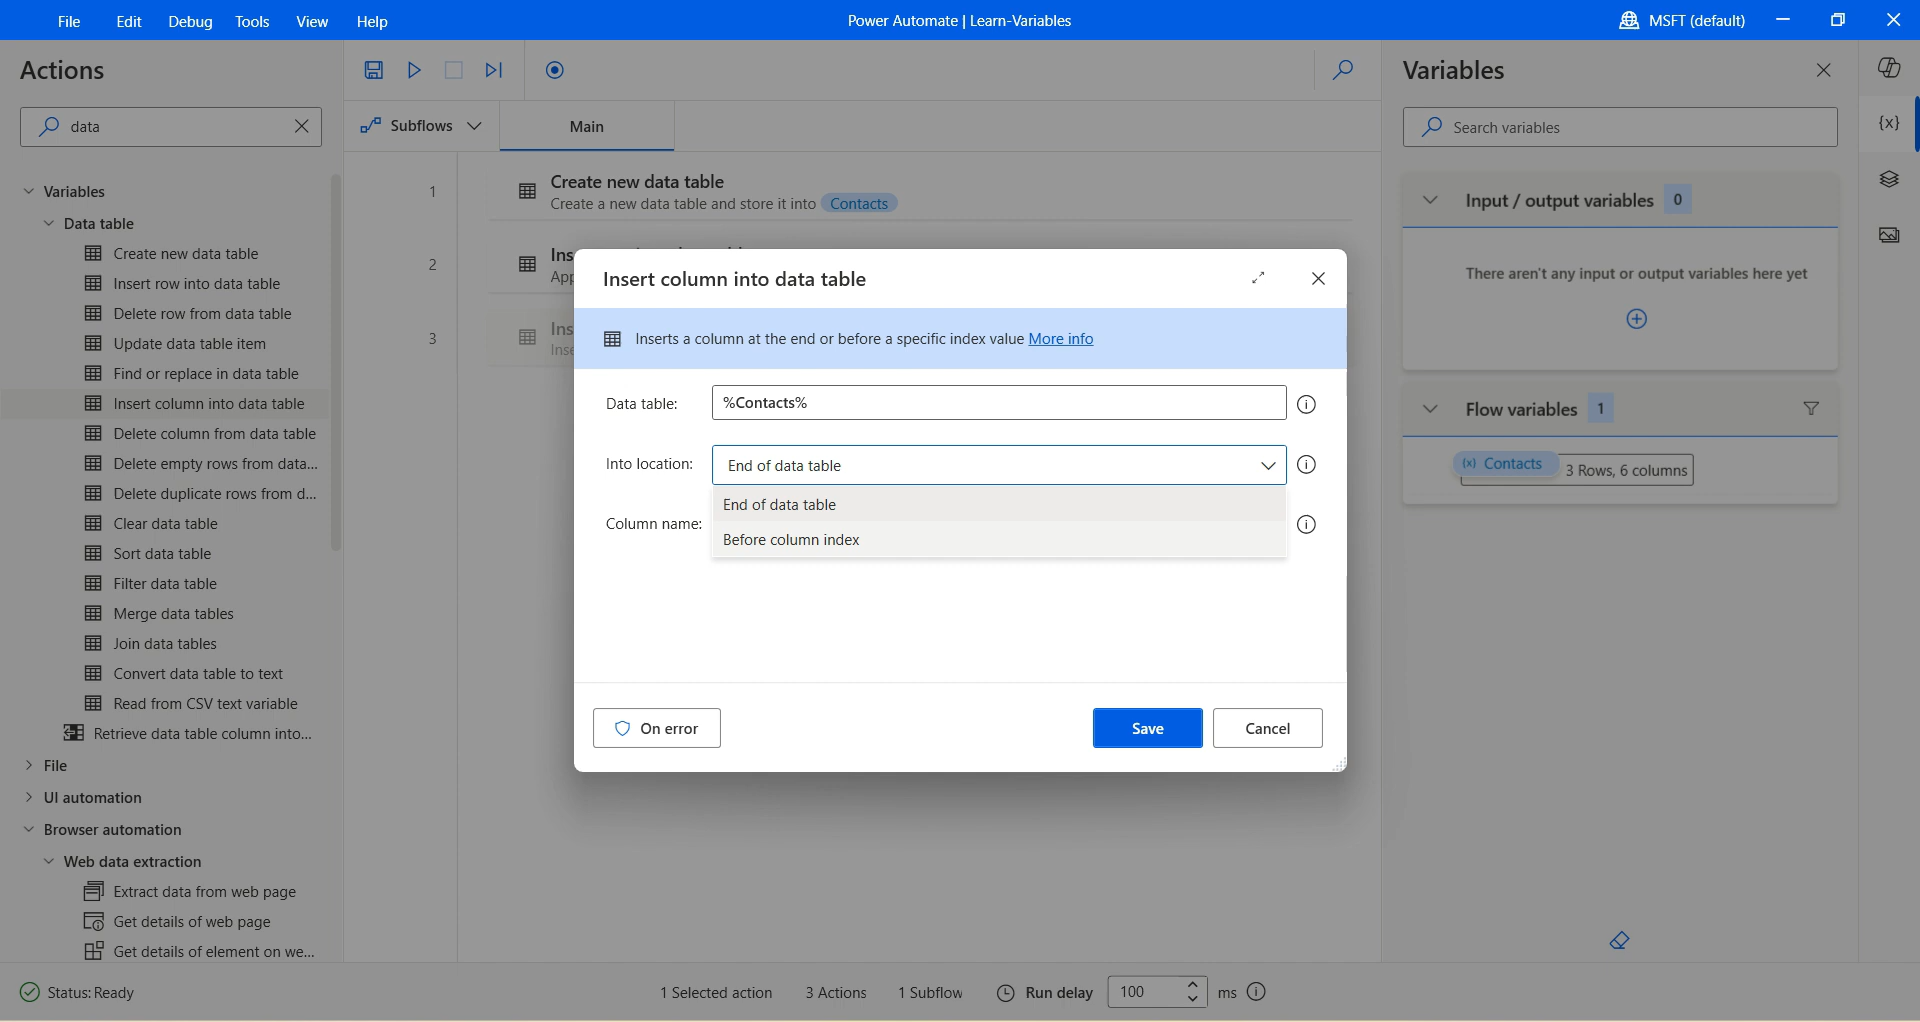 File Edit Debug Tools View Help
Power Automate | Learn-Variables
MSFT (default)
Actions
data
Variables
Data table
Create new data table
Insert row into data table
Delete row from data table
Update data table item
Find or replace in data table
Insert column into data table
Delete column from data table
Delete empty rows from data...
Delete duplicate rows from d...
Clear data table
Sort data table
Filter data table
Merge data tables
Join data tables
Convert data table to text
Read from CSV text variable
Retrieve data table column into...
File
UI automation
Browser automation
Web data extraction
Extract data from web page
Get details of web page
Get details of element on we...
Subflows
Main
1
Create new data table
Create a new data table and store it into Contacts
2
Ins
App
3
Ins
Inse
Insert column into data table
Inserts a column at the end or before a specific index value More info
Data table:
%Contacts%
Into location:
End of data table
End of data table
Before column index
Column name:
On error
Save
Cancel
Variables
Search variables
{x}
Input / output variables 0
There aren't any input or output variables here yet
Flow variables 1
(x) Contacts 3 Rows, 6 columns
Status: Ready
1 Selected action
3 Actions
1 Subflow
Run delay 100 ms